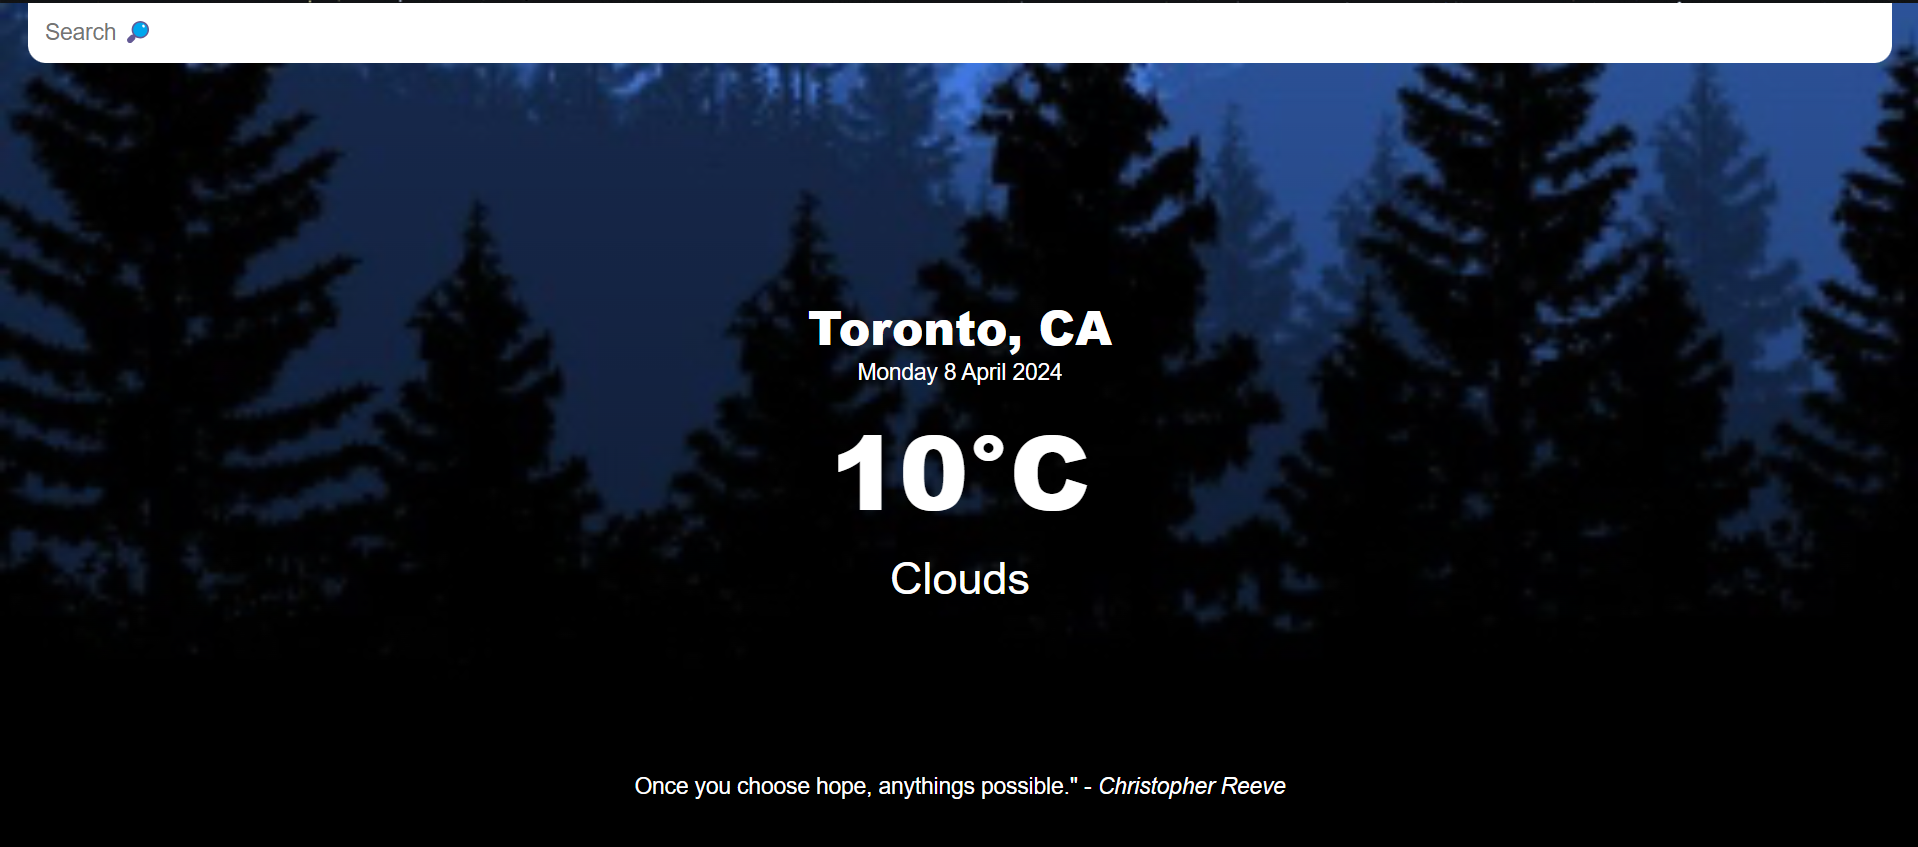 Search 🔎
Toronto, CA
Monday 8 April 2024
10°C
Clouds
Once you choose hope, anythings possible." - Christopher Reeve